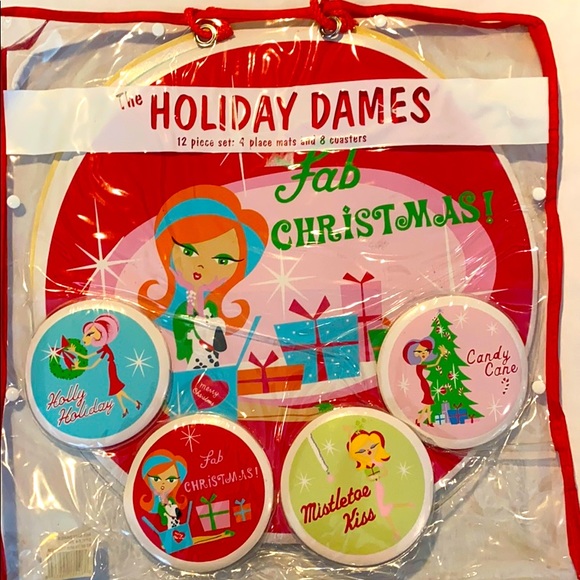 The HOLIDAY DAMES
12 piece set: 4 place mats and 8 coasters
Fab
CHRISTMAS!
merry
Holly
Holiday
Candy
Cane
Fab
CHRISTMAS!
Mistletoe
Kiss